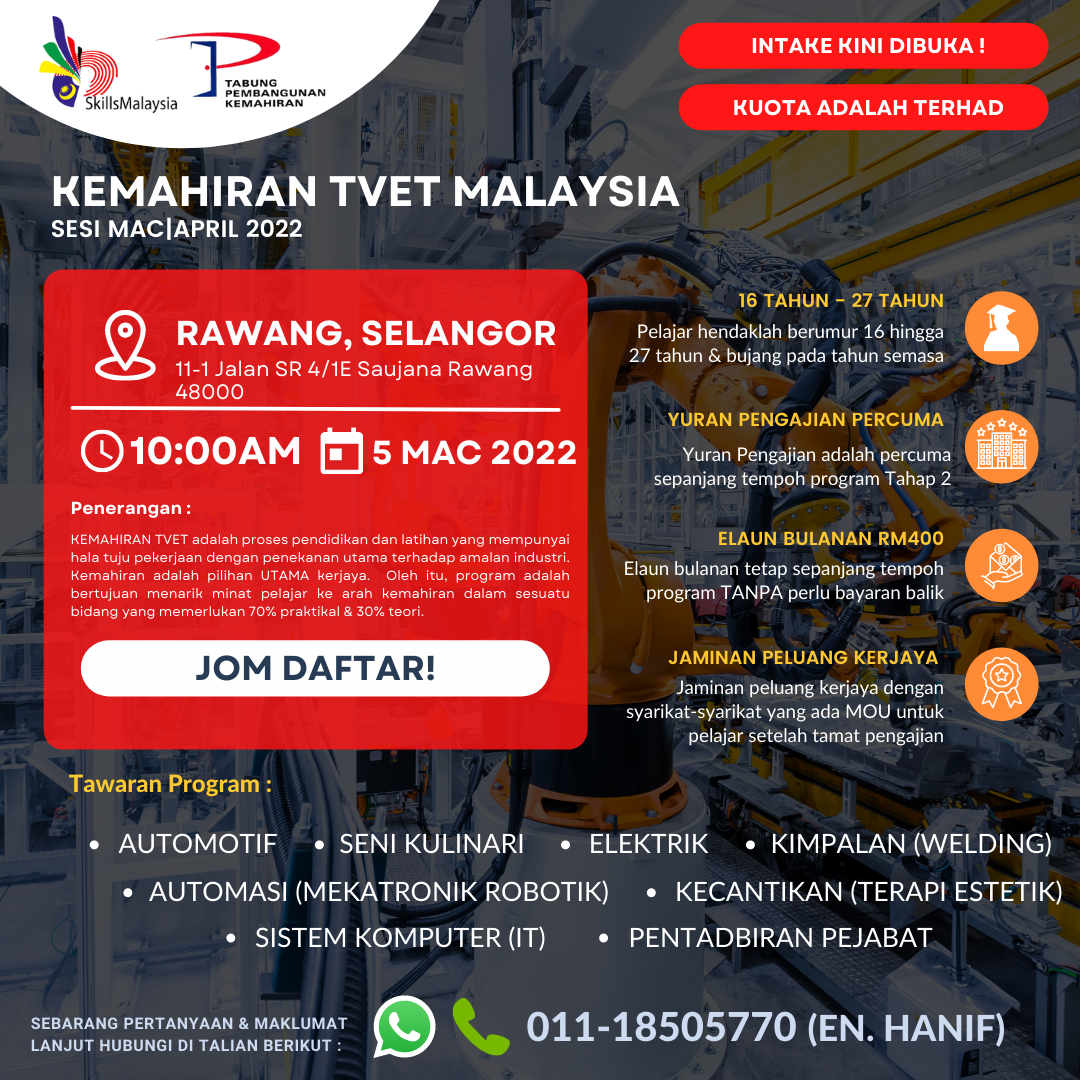 SkillsMalaysia
TABUNG
PEMBANGUNAN
KEMAHIRAN
INTAKE KINI DIBUKA !
KUOTA ADALAH TERHAD
KEMAHIRAN TVET MALAYSIA
SESI MAC|APRIL 2022
RAWANG, SELANGOR
11-1 Jalan SR 4/1E Saujana Rawang
48000
10:00AM 5 MAC 2022
Penerangan :
KEMAHIRAN TVET adalah proses pendidikan dan latihan yang mempunyai
hala tuju pekerjaan dengan penekanan utama terhadap amalan industri.
Kemahiran adalah pilihan UTAMA kerjaya. Oleh itu, program adalah
bertujuan menarik minat pelajar ke arah kemahiran dalam sesuatu
bidang yang memerlukan 70% praktikal & 30% teori.
JOM DAFTAR!
16 TAHUN - 27 TAHUN
Pelajar hendaklah berumur 16 hingga
27 tahun & bujang pada tahun semasa
YURAN PENGAJIAN PERCUMA
Yuran Pengajian adalah percuma
sepanjang tempoh program Tahap 2
ELAUN BULANAN RM400
Elaun bulanan tetap sepanjang tempoh
program TANPA perlu bayaran balik
JAMINAN PELUANG KERJAYA
Jaminan peluang kerjaya dengan
syarikat-syarikat yang ada MOU untuk
pelajar setelah tamat pengajian
Tawaran Program :
• AUTOMOTIF • SENI KULINARI • ELEKTRIK • KIMPALAN (WELDING)
• AUTOMASI (MEKATRONIK ROBOTIK) • KECANTIKAN (TERAPI ESTETIK)
• SISTEM KOMPUTER (IT) • PENTADBIRAN PEJABAT
SEBARANG PERTANYAAN & MAKLUMAT
LANJUT HUBUNGI DI TALIAN BERIKUT :
011-18505770 (EN. HANIF)